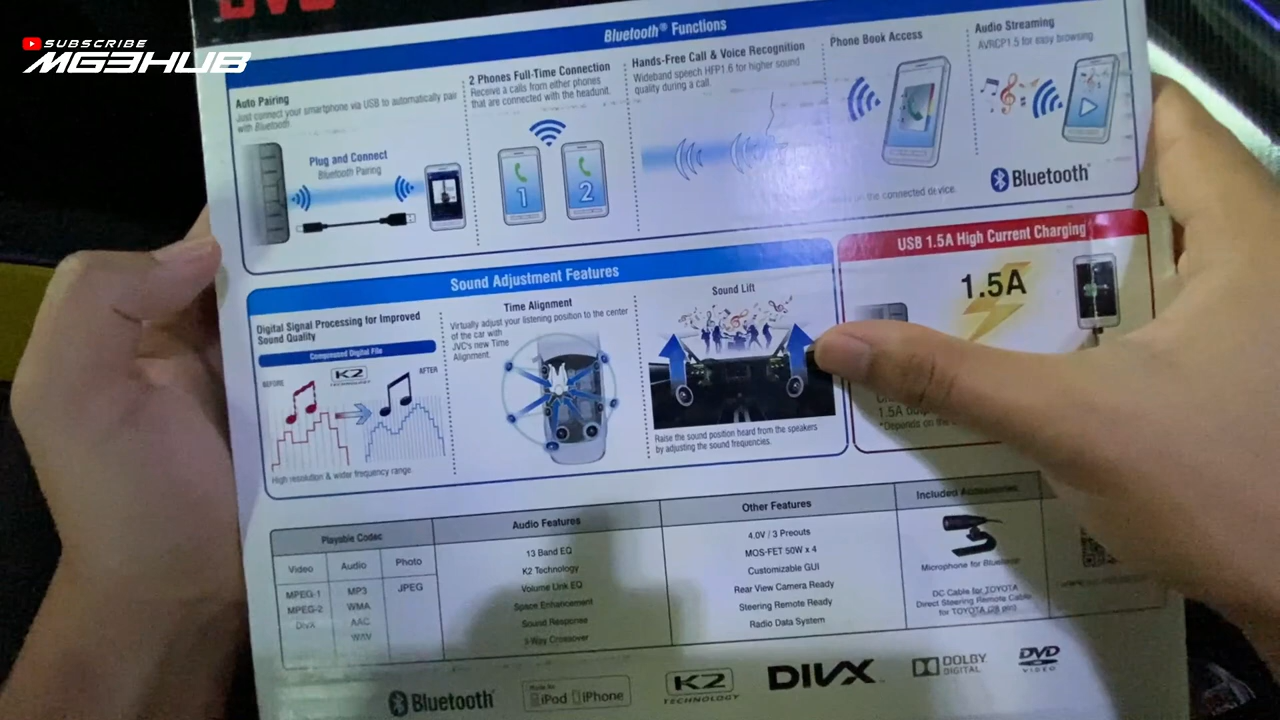 JVC
SUBSCRIBE
MG3HUB
Bluetooth® Functions
Auto Pairing
Just connect your smartphone via USB to automatically pair
with Bluetooth
Plug and Connect
Bluetooth Pairing
2 Phones Full-Time Connection
Receive a calls from either phones
that are connected with the headunit.
1
2
Hands-Free Call & Voice Recognition
Wideband speech HFP1.6 for higher sound
quality during a call.
Phone Book Access
Audio Streaming
AVRCP1.5 for easy browsing.
on the connected device.
Bluetooth®
Sound Adjustment Features
Digital Signal Processing for Improved
Sound Quality
Compressed Digital File
BEFORE
K2
TECHNOLOGY
AFTER
High resolution & wider frequency range
Time Alignment
Virtually adjust your listening position to the center
of the car with
JVC's new Time
Alignment.
Sound Lift
Raise the sound position heard from the speakers
by adjusting the sound frequencies.
USB 1.5A High Current Charging
1.5A
1.5A
*Depends on the
Playable Codec
Video
Audio
Photo
MPEG-1
MPEG-2
DivX
MP3
WMA
AAC
WAV
JPEG
Audio Features
13 Band EQ
K2 Technology
Volume Link EQ
Space Enhancement
Sound Response
3-Way Crossover
Other Features
4.0V / 3 Preouts
MOS-FET 50W x 4
Customizable GUI
Rear View Camera Ready
Steering Remote Ready
Radio Data System
Included Accessories
Microphone for Bluetooth
DC Cable for TOYOTA
Direct Steering Remote Cable
for TOYOTA (28 pin)
Bluetooth®
Made for
iPod iPhone
K2
TECHNOLOGY
DIVX
DOLBY
DIGITAL
DVD
VIDEO